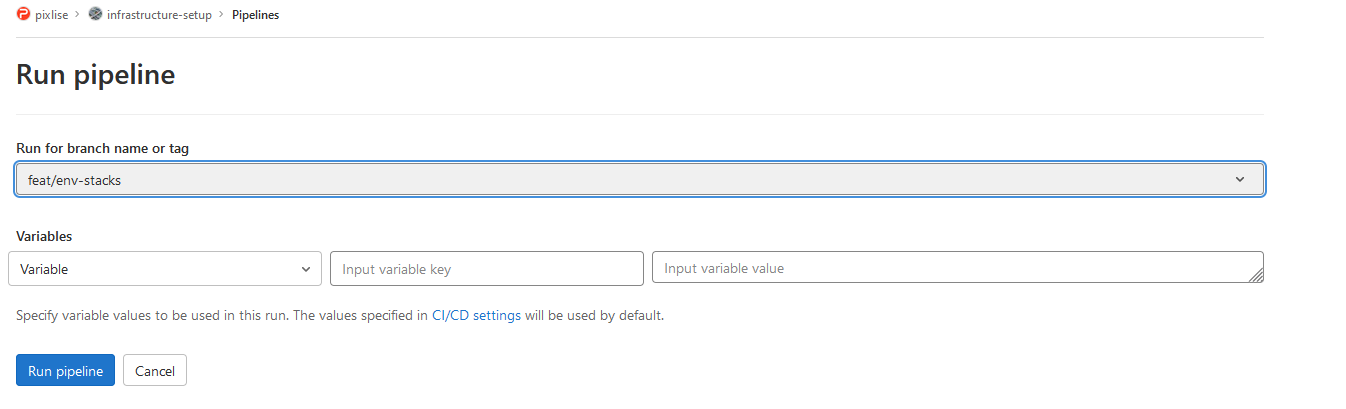 pixlise > infrastructure-setup > Pipelines
Run pipeline
Run for branch name or tag
feat/env-stacks
Variables
Variable Input variable key Input variable value
Specify variable values to be used in this run. The values specified in CI/CD settings will be used by default.
Run pipeline Cancel